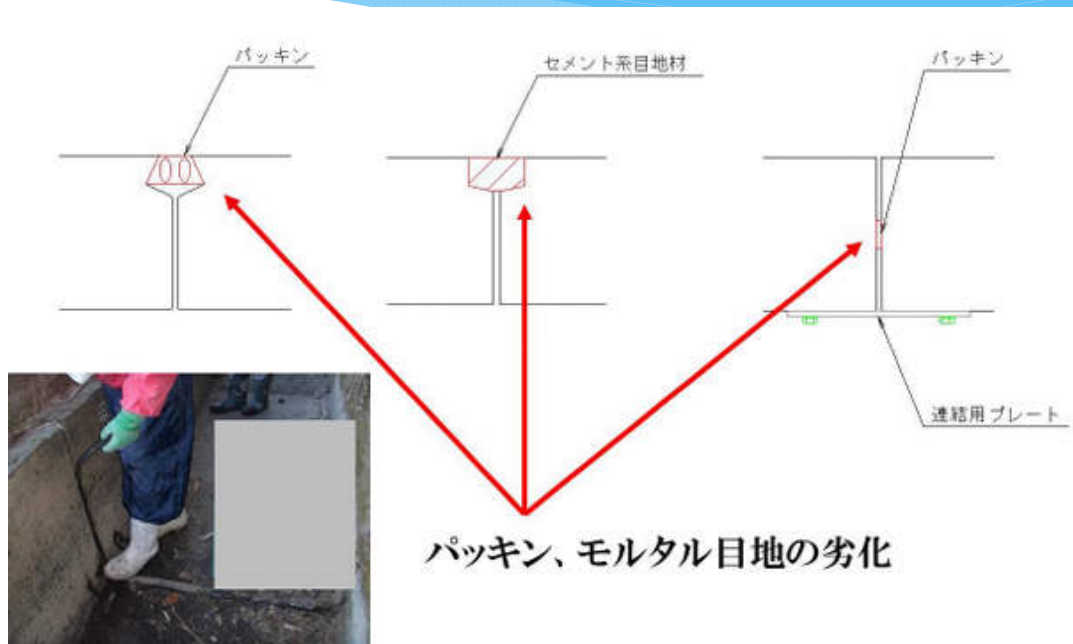 パッキン
セメント系目地材
パッキン
連結用プレート
パッキン、モルタル目地の劣化